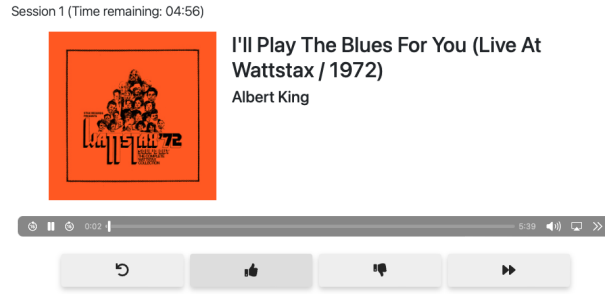 Session 1 (Time remaining: 04:56)
I'll Play The Blues For You (Live At
Wattstax / 1972)
Albert King
WATTSTAX '72
0:02
5:39